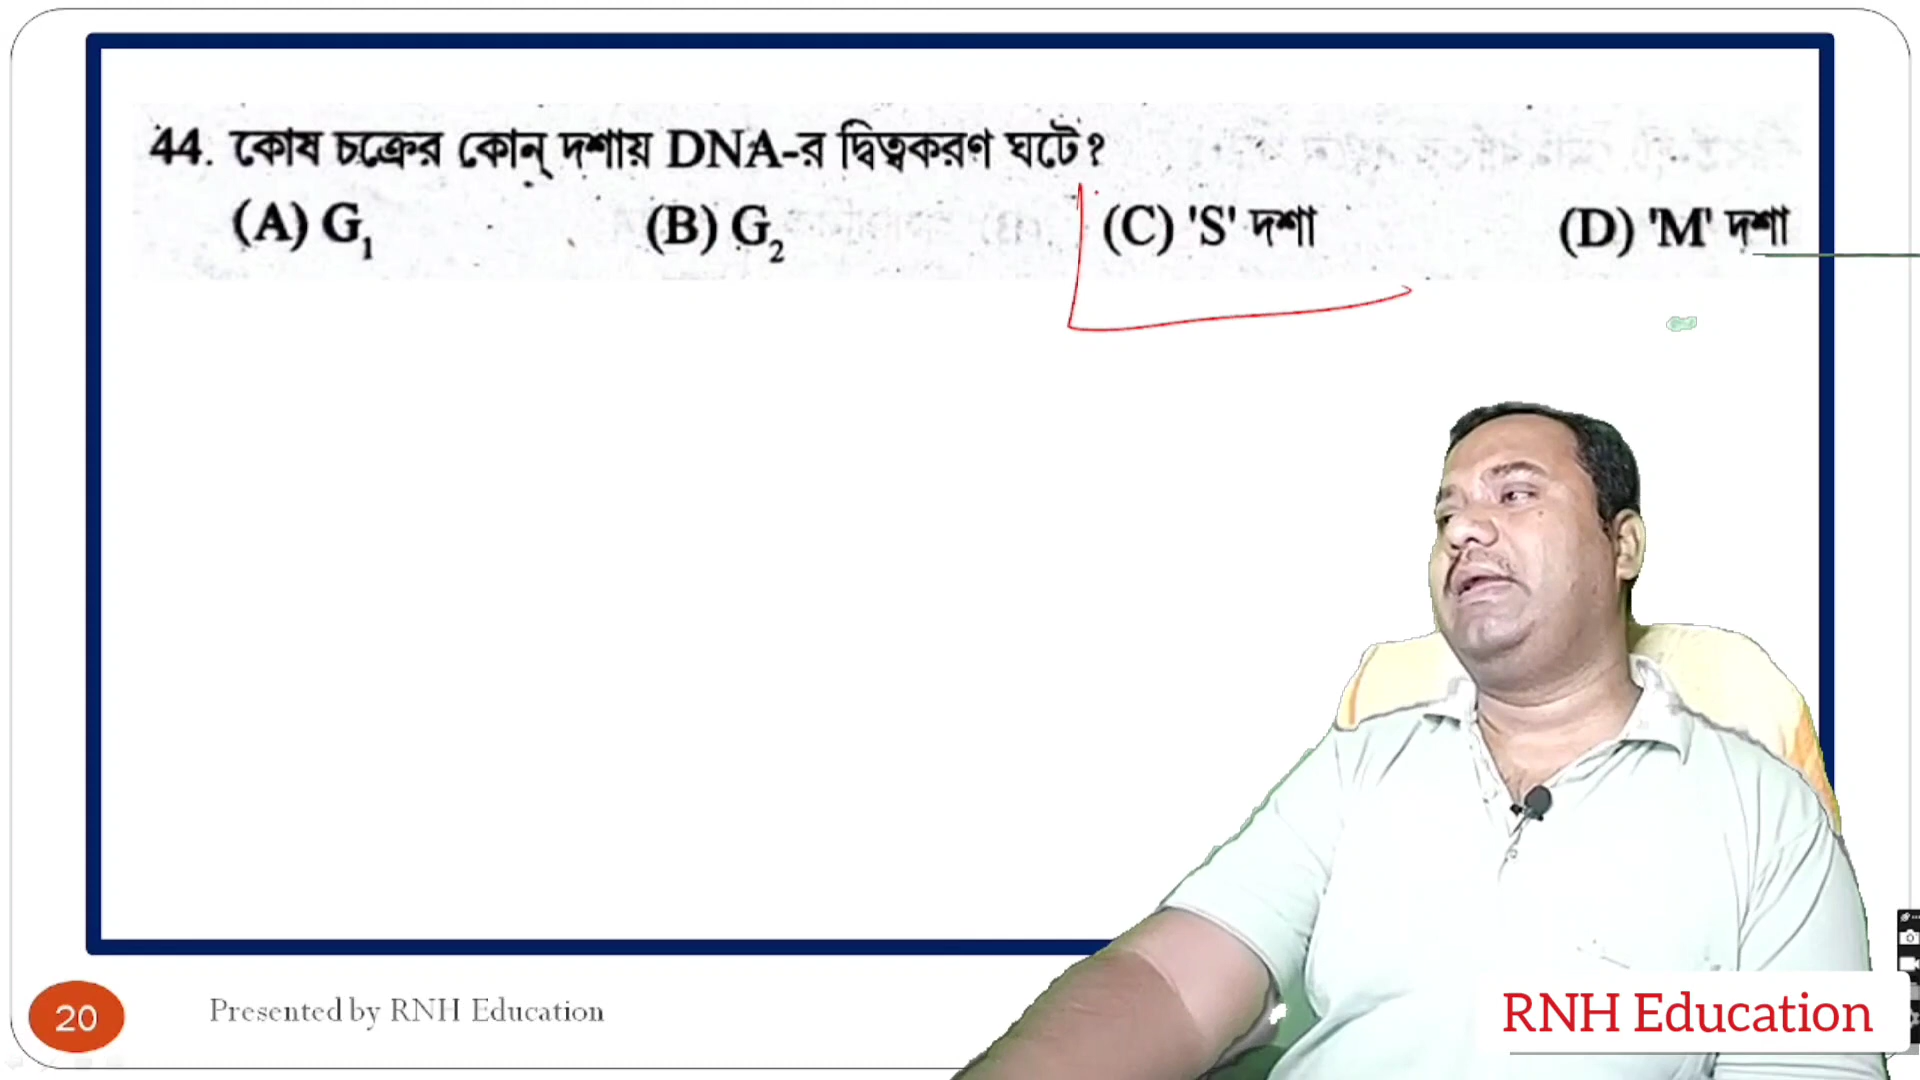 44. কোষ চক্রের কোন্ দশায় DNA-র দ্বিত্বকরণ ঘটে?
(A) G₁ (B) G₂ (C) 'S' দশা (D) 'M' দশা
20 Presented by RNH Education
RNH Education